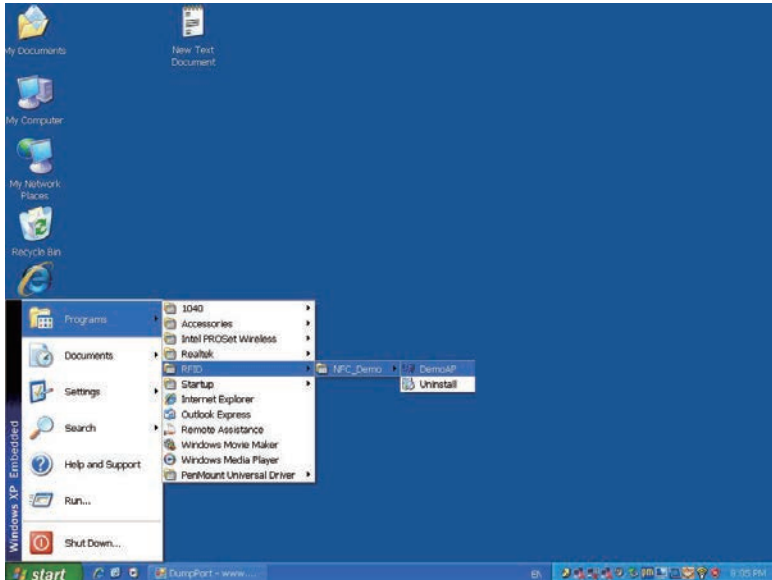 My Documents
New Text
Document
My Computer
My Network
Places
Recycle Bin
Programs
Documents
Settings
Search
Help and Support
Run...
Shut Down...
Windows XP Embedded
1040
Accessories
Intel PROSet Wireless
Realtek
RFID
Startup
Internet Explorer
Outlook Express
Remote Assistance
Windows Movie Maker
Windows Media Player
PenMount Universal Driver
NFC_Demo
DemoAP
Uninstall
start
DumpPort - www....
EN
8:05 PM